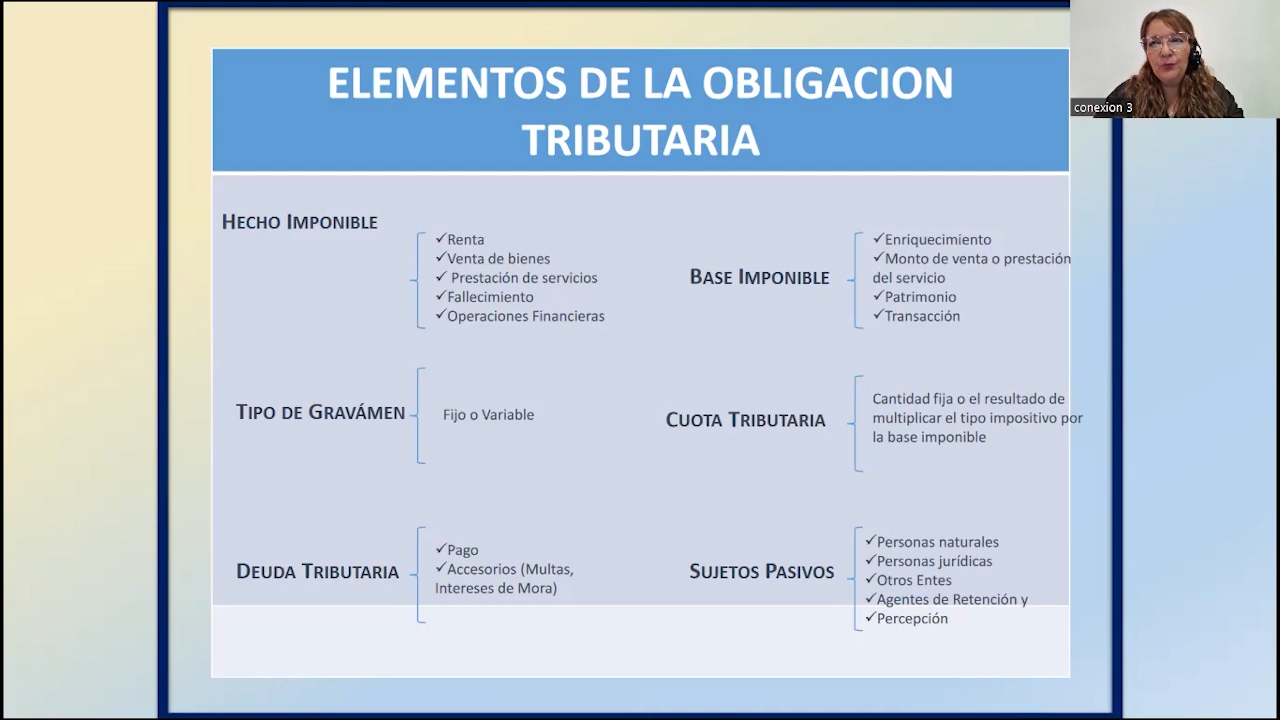 ELEMENTOS DE LA OBLIGACION
TRIBUTARIA
conexion 3
HECHO IMPONIBLE
✓Renta
✓Venta de bienes
✓ Prestación de servicios
✓Fallecimiento
✓Operaciones Financieras
BASE IMPONIBLE
✓Enriquecimiento
✓Monto de venta o prestación
del servicio
✓Patrimonio
✓Transacción
TIPO DE GRAVÁMEN
Fijo o Variable
CUOTA TRIBUTARIA
Cantidad fija o el resultado de
multiplicar el tipo impositivo por
la base imponible
DEUDA TRIBUTARIA
✓Pago
✓Accesorios (Multas,
Intereses de Mora)
SUJETOS PASIVOS
✓Personas naturales
✓Personas jurídicas
✓Otros Entes
✓Agentes de Retención y
✓Percepción